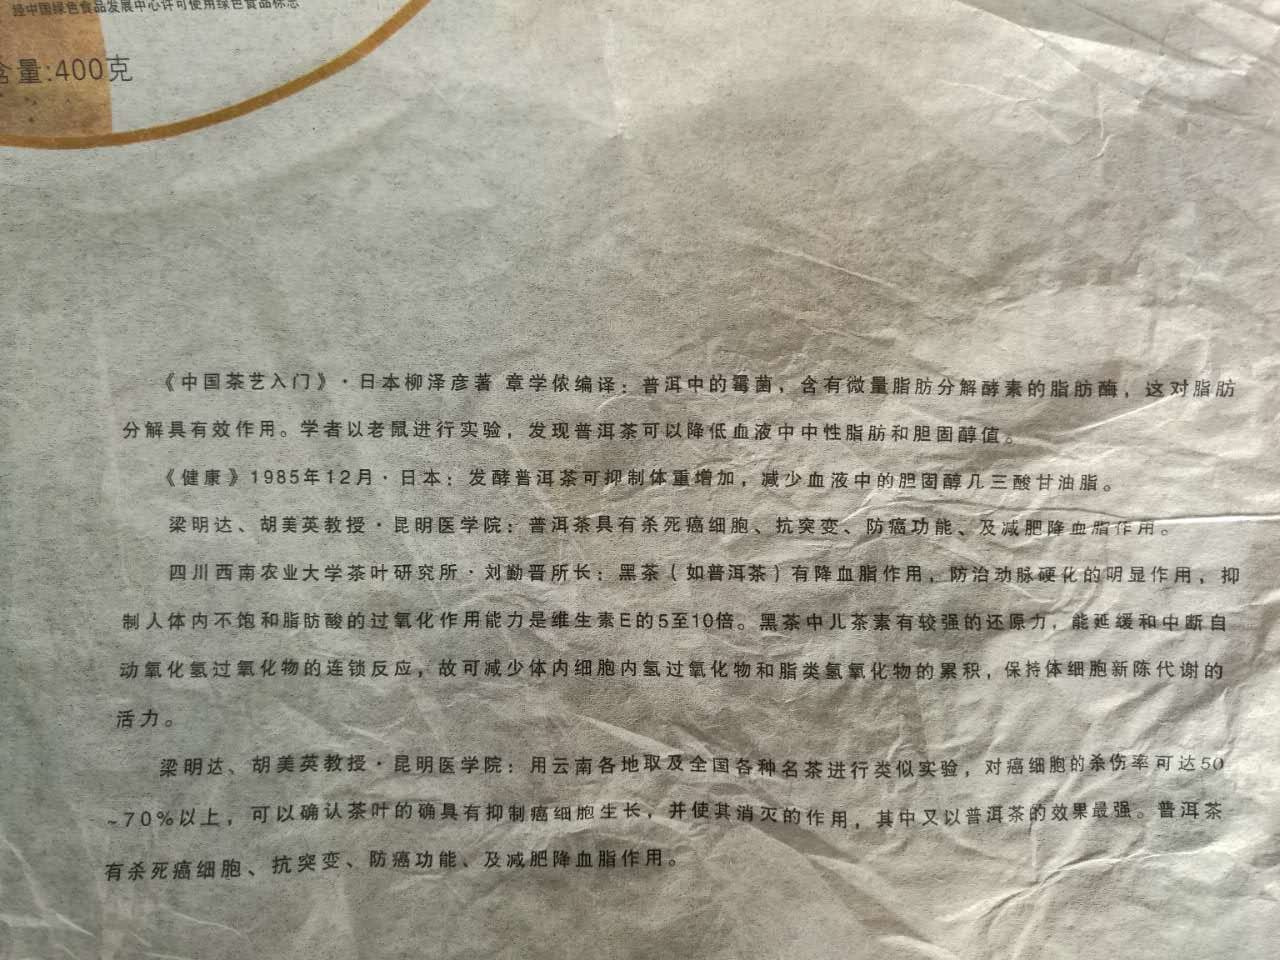 经中国绿色食品发展中心许可使用绿色食品标志
含量:400克
《中国茶艺入门》·日本柳泽彦著 章学侬编译：普洱中的霉菌，含有微量脂肪分解酵素的脂肪酶，这对脂肪
分解具有效作用。学者以老鼠进行实验，发现普洱茶可以降低血液中中性脂肪和胆固醇值。
《健康》1985年12月·日本：发酵普洱茶可抑制体重增加，减少血液中的胆固醇几三酸甘油脂。
梁明达、胡美英教授·昆明医学院：普洱茶具有杀死癌细胞、抗突变、防癌功能、及减肥降血脂作用。
四川西南农业大学茶叶研究所·刘勤晋所长：黑茶（如普洱茶）有降血脂作用，防治动脉硬化的明显作用，抑
制人体内不饱和脂肪酸的过氧化作用能力是维生素E的5至10倍。黑茶中儿茶素有较强的还原力，能延缓和中断自
动氧化氢过氧化物的连锁反应，故可减少体内细胞内氢过氧化物和脂类氢氧化物的累积，保持体细胞新陈代谢的
活力。
梁明达、胡美英教授·昆明医学院：用云南各地取及全国各种名茶进行类似实验，对癌细胞的杀伤率可达50
~70%以上，可以确认茶叶的确具有抑制癌细胞生长，并使其消灭的作用，其中又以普洱茶的效果最强。普洱茶
有杀死癌细胞、抗突变、防癌功能、及减肥降血脂作用。